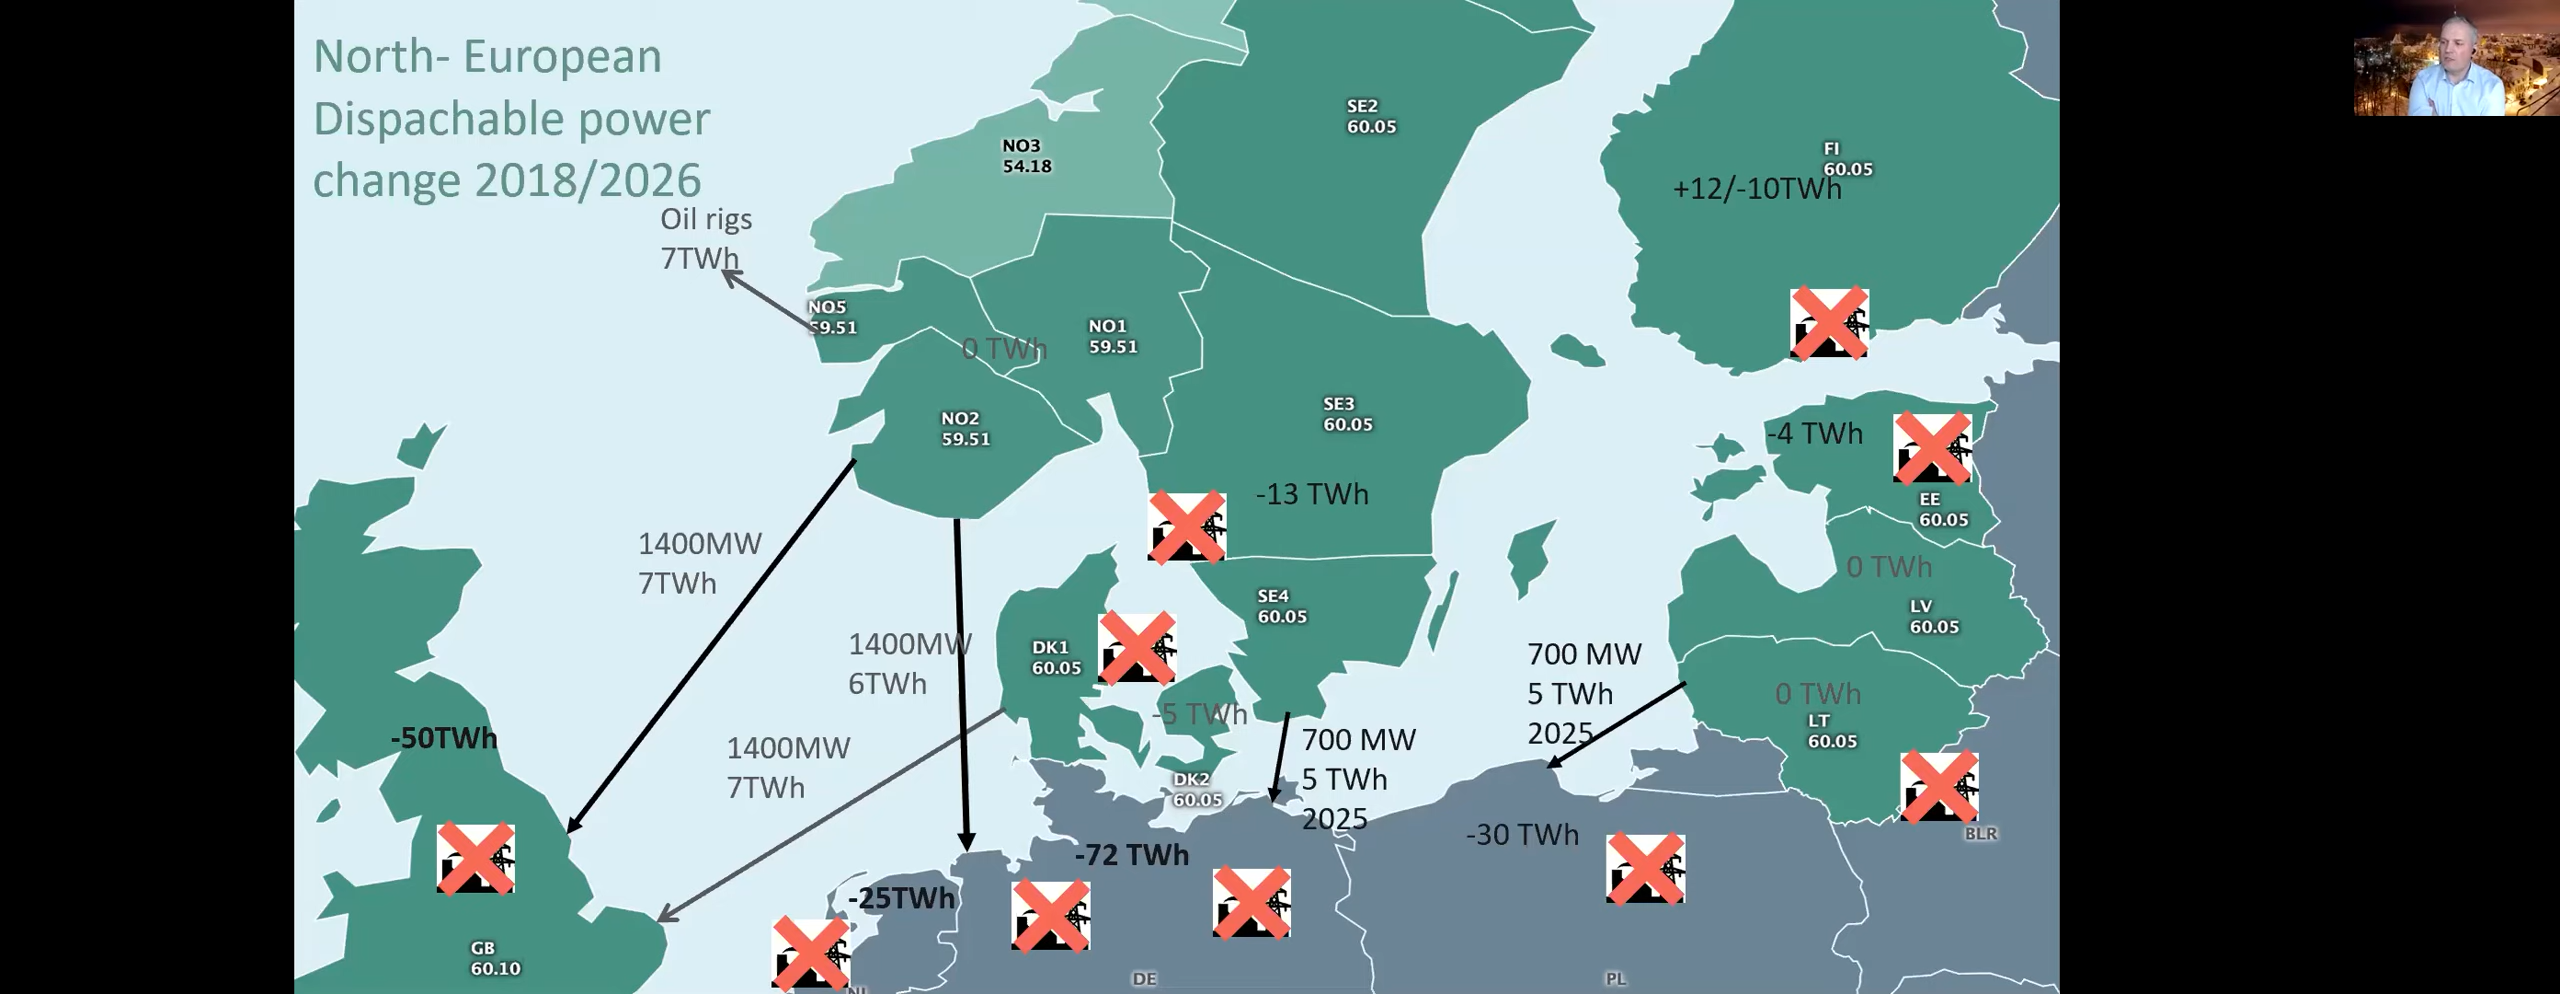 North- European
Dispachable power
change 2018/2026
Oil rigs
7TWh
NO3
54.18
SE2
60.05
FI
60.05
+12/-10TWh
NO5
59.51
0 TWh
NO1
59.51
NO2
59.51
SE3
60.05
-13 TWh
-4 TWh
EE
60.05
0 TWh
LV
60.05
1400MW
7TWh
1400MW
6TWh
DK1
60.05
SE4
60.05
-5 TWh
700 MW
5 TWh
2025
0 TWh
LT
60.05
-50TWh
1400MW
7TWh
DK2
60.05
700 MW
5 TWh
2025
-30 TWh
BLR
-72 TWh
-25TWh
GB
60.10
NL
DE
PL